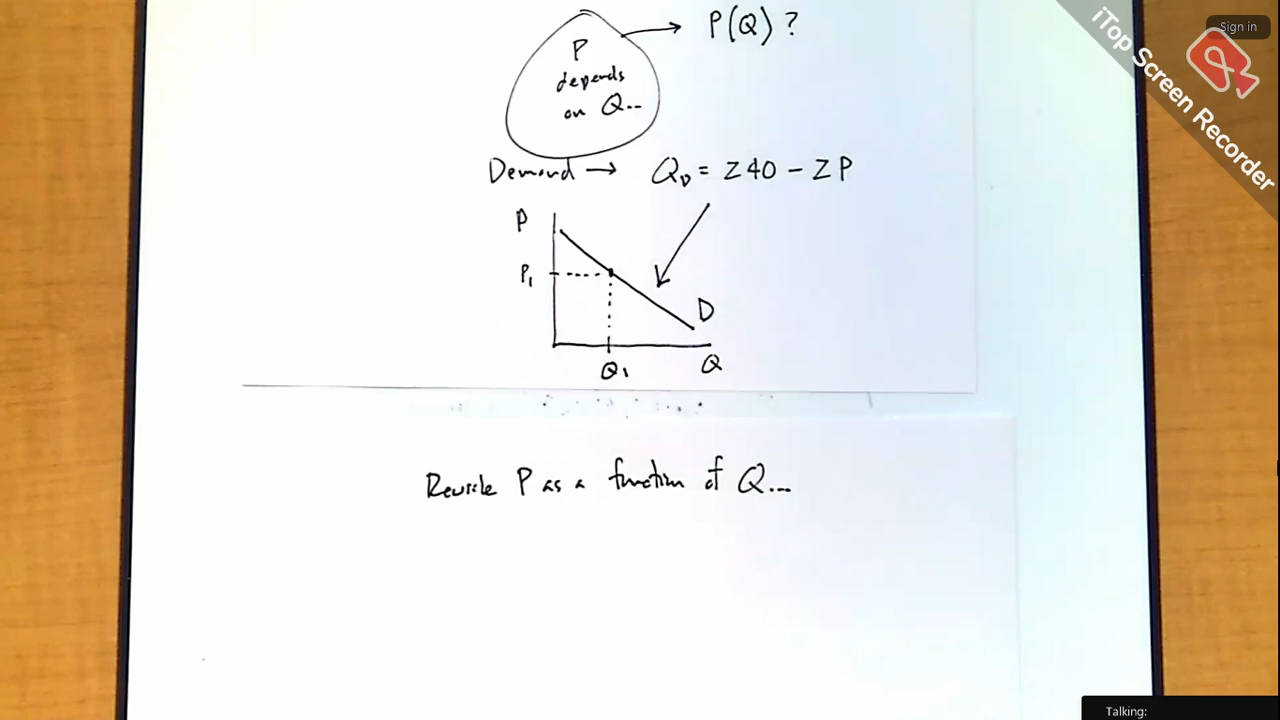 P(Q) ?
P
depends
on Q...
Demand → Q_D = 240 - 2P
P
P₁
D
Q₁
Q
Rewrite P as a function of Q...
iTop Screen Recorder
Sign in
Talking: